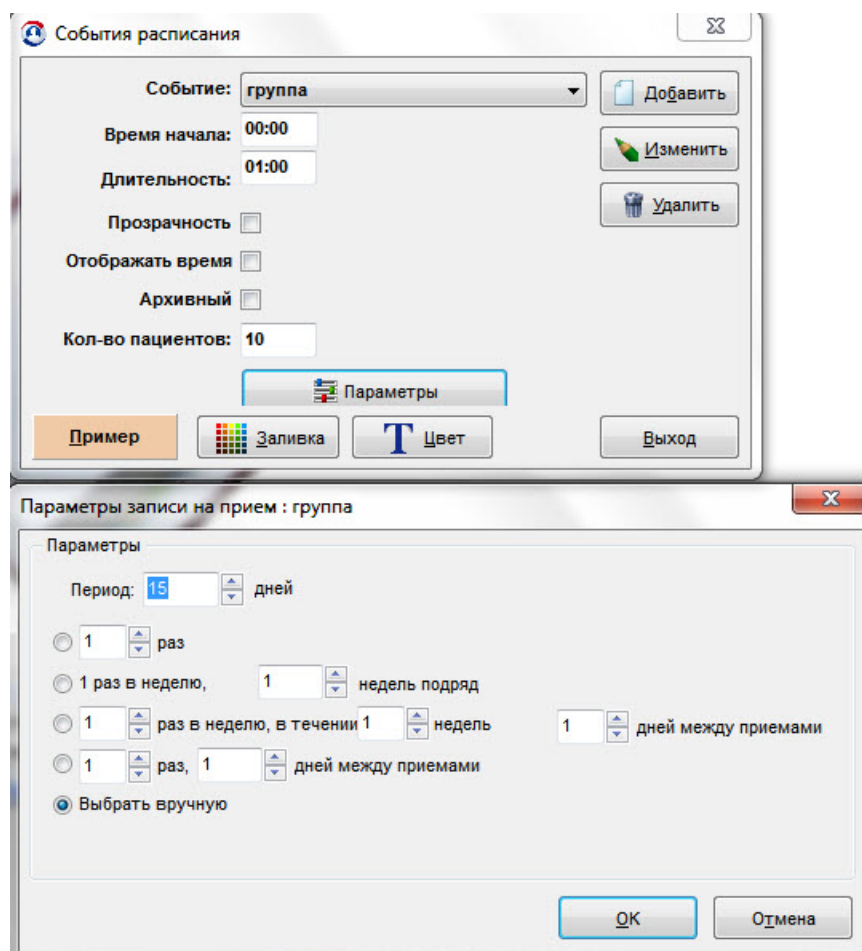 События расписания
Событие: группа
Добавить
Время начала: 00:00
Изменить
Длительность: 01:00
Удалить
Прозрачность
Отображать время
Архивный
Кол-во пациентов: 10
Параметры
Пример Заливка T Цвет Выход
Параметры записи на прием : группа
Параметры
Период: 15 дней
1 раз
1 раз в неделю, 1 недель подряд
1 раз в неделю, в течении 1 недель 1 дней между приемами
1 раз, 1 дней между приемами
Выбрать вручную
OK Отмена